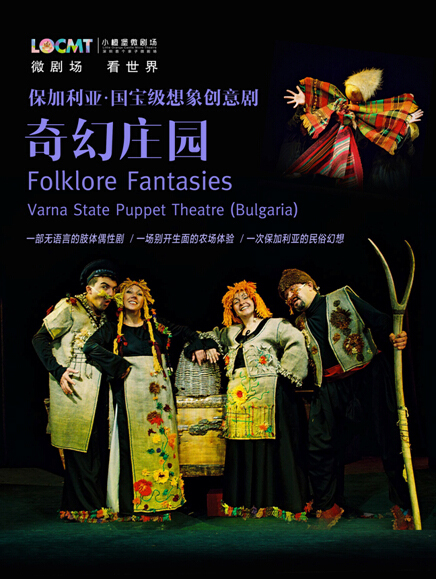 LOCMT 小橙堡微剧场
微剧场 看世界
保加利亚·国宝级想象创意剧
奇幻庄园
Folklore Fantasies
Varna State Puppet Theatre (Bulgaria)
一部无语言的肢体偶性剧 / 一场别开生面的农场体验 / 一次保加利亚的民俗幻想